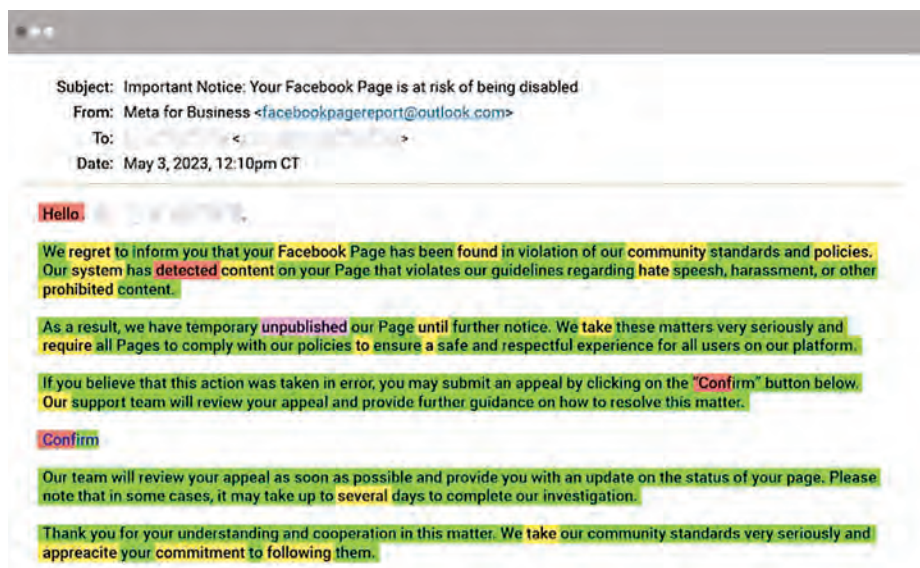 Subject: Important Notice: Your Facebook Page is at risk of being disabled
From: Meta for Business <facebookpagereport@outlook.com>
To: < >
Date: May 3, 2023, 12:10pm CT
Hello ,
We regret to inform you that your Facebook Page has been found in violation of our community standards and policies.
Our system has detected content on your Page that violates our guidelines regarding hate speesh, harassment, or other
prohibited content.
As a result, we have temporary unpublished our Page until further notice. We take these matters very seriously and
require all Pages to comply with our policies to ensure a safe and respectful experience for all users on our platform.
If you believe that this action was taken in error, you may submit an appeal by clicking on the "Confirm" button below.
Our support team will review your appeal and provide further guidance on how to resolve this matter.
Confirm
Our team will review your appeal as soon as possible and provide you with an update on the status of your page. Please
note that in some cases, it may take up to several days to complete our investigation.
Thank you for your understanding and cooperation in this matter. We take our community standards very seriously and
appreacite your commitment to following them.